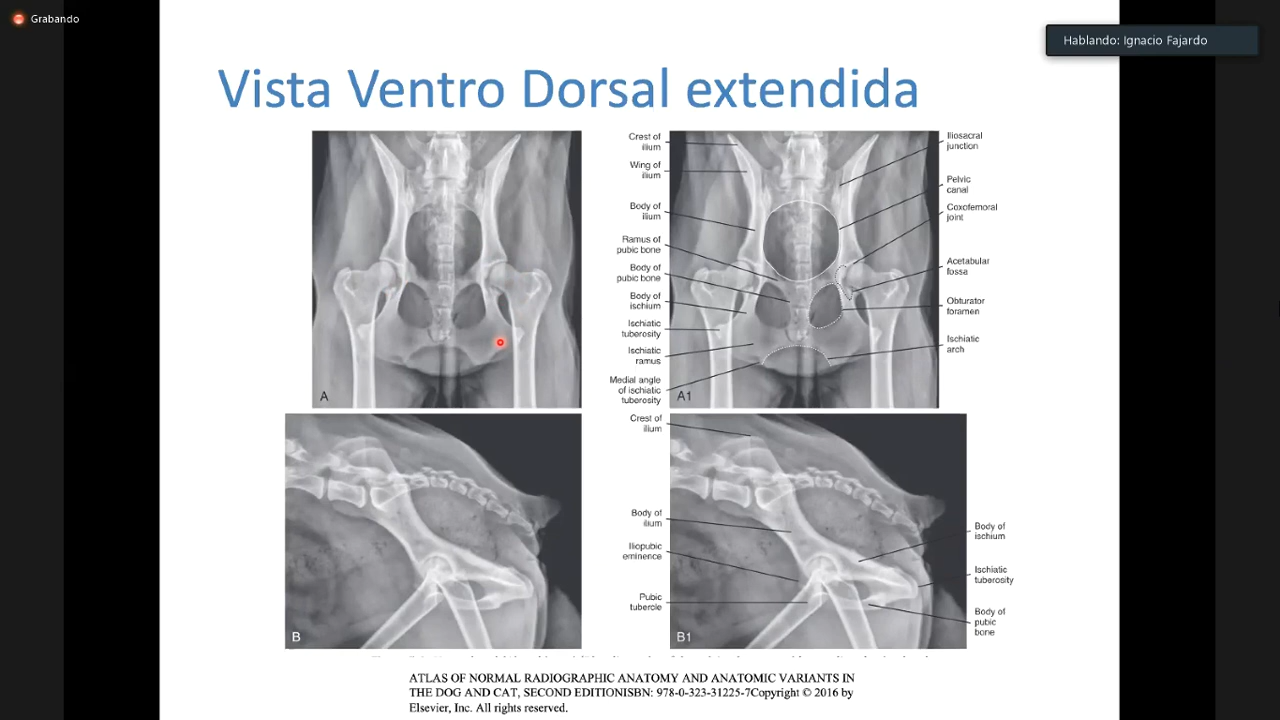 Grabando
Hablando: Ignacio Fajardo
Vista Ventro Dorsal extendida
Crest of
ilium
Wing of
ilium
Body of
ilium
Ramus of
pubic bone
Body of
pubic bone
Body of
ischium
Ischiatic
tuberosity
Ischiatic
ramus
Medial angle
of ischiatic
tuberosity
Iliosacral
junction
Pelvic
canal
Coxofemoral
joint
Acetabular
fossa
Obturator
foramen
Ischiatic
arch
A
A1
Crest of
ilium
Body of
ilium
Iliopubic
eminence
Pubic
tubercle
Body of
ischium
Ischiatic
tuberosity
Body of
pubic
bone
B
B1
ATLAS OF NORMAL RADIOGRAPHIC ANATOMY AND ANATOMIC VARIANTS IN
THE DOG AND CAT, SECOND EDITIONISBN: 978-0-323-31225-7Copyright © 2016 by
Elsevier, Inc. All rights reserved.